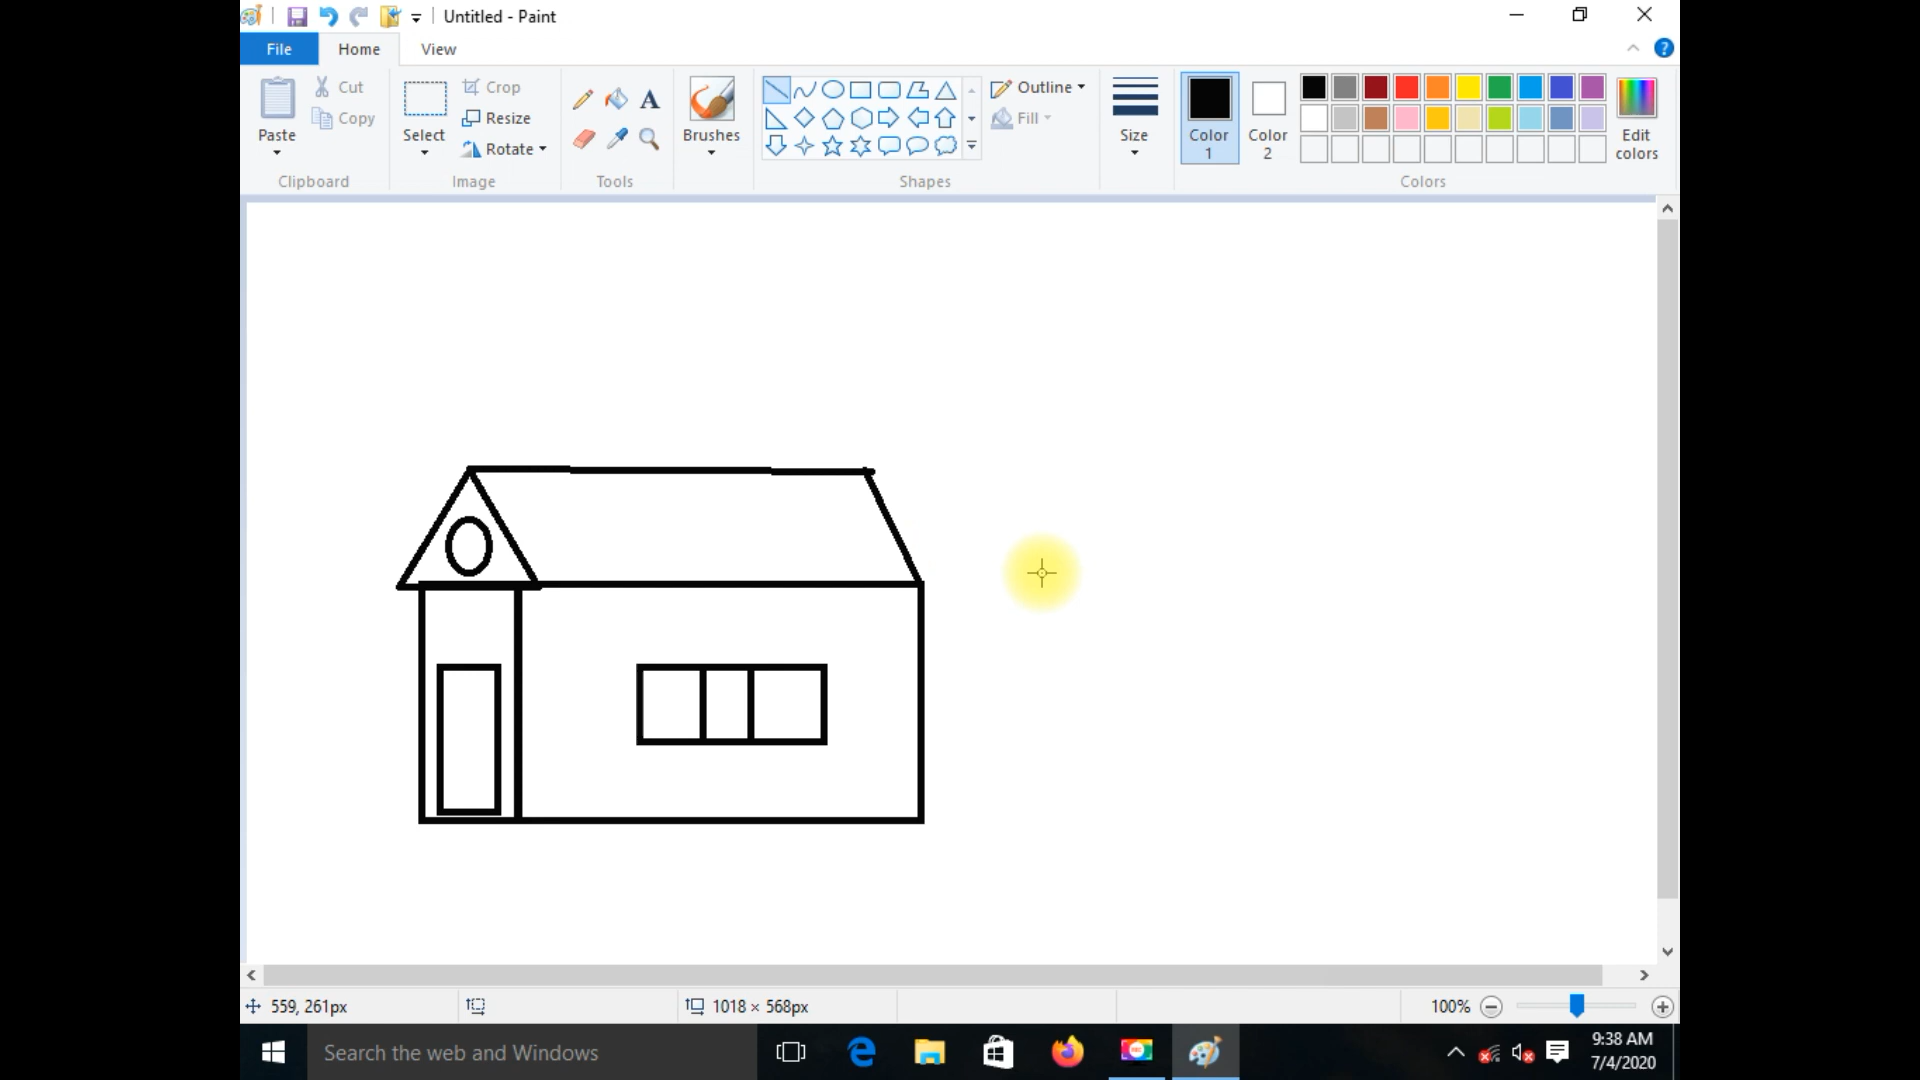 Untitled - Paint
File Home View
Paste
Cut
Copy
Clipboard
Select
Crop
Resize
Rotate
Image
A
Tools
Brushes
Outline
Fill
Shapes
Size
Color 1
Color 2
Edit colors
Colors
559, 261px
1018 × 568px
100%
Search the web and Windows
9:38 AM
7/4/2020